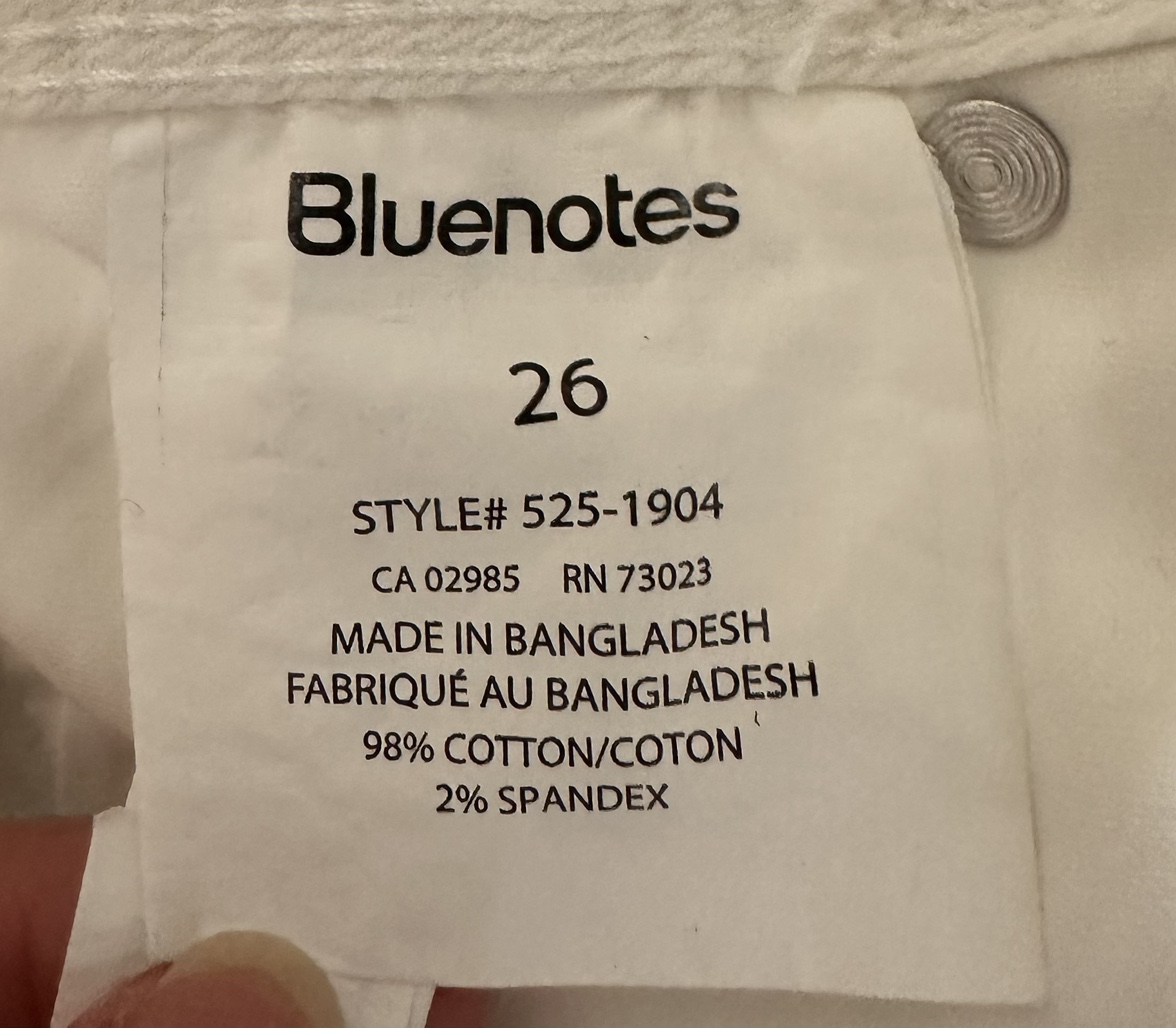 Bluenotes
26
STYLE# 525-1904
CA 02985 RN 73023
MADE IN BANGLADESH
FABRIQUÉ AU BANGLADESH
98% COTTON/COTON
2% SPANDEX